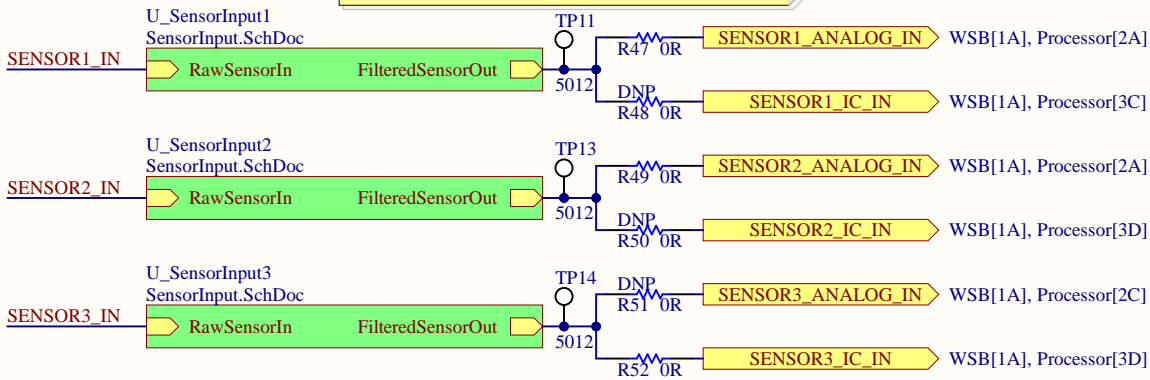 U_SensorInput1
SensorInput.SchDoc
SENSOR1_IN
RawSensorIn
FilteredSensorOut
TP11
5012
R47 0R
SENSOR1_ANALOG_IN
WSB[1A], Processor[2A]
DNP
R48 0R
SENSOR1_IC_IN
WSB[1A], Processor[3C]
U_SensorInput2
SensorInput.SchDoc
SENSOR2_IN
RawSensorIn
FilteredSensorOut
TP13
5012
R49 0R
SENSOR2_ANALOG_IN
WSB[1A], Processor[2A]
DNP
R50 0R
SENSOR2_IC_IN
WSB[1A], Processor[3D]
U_SensorInput3
SensorInput.SchDoc
SENSOR3_IN
RawSensorIn
FilteredSensorOut
TP14
5012
DNP
R51 0R
SENSOR3_ANALOG_IN
WSB[1A], Processor[2C]
R52 0R
SENSOR3_IC_IN
WSB[1A], Processor[3D]